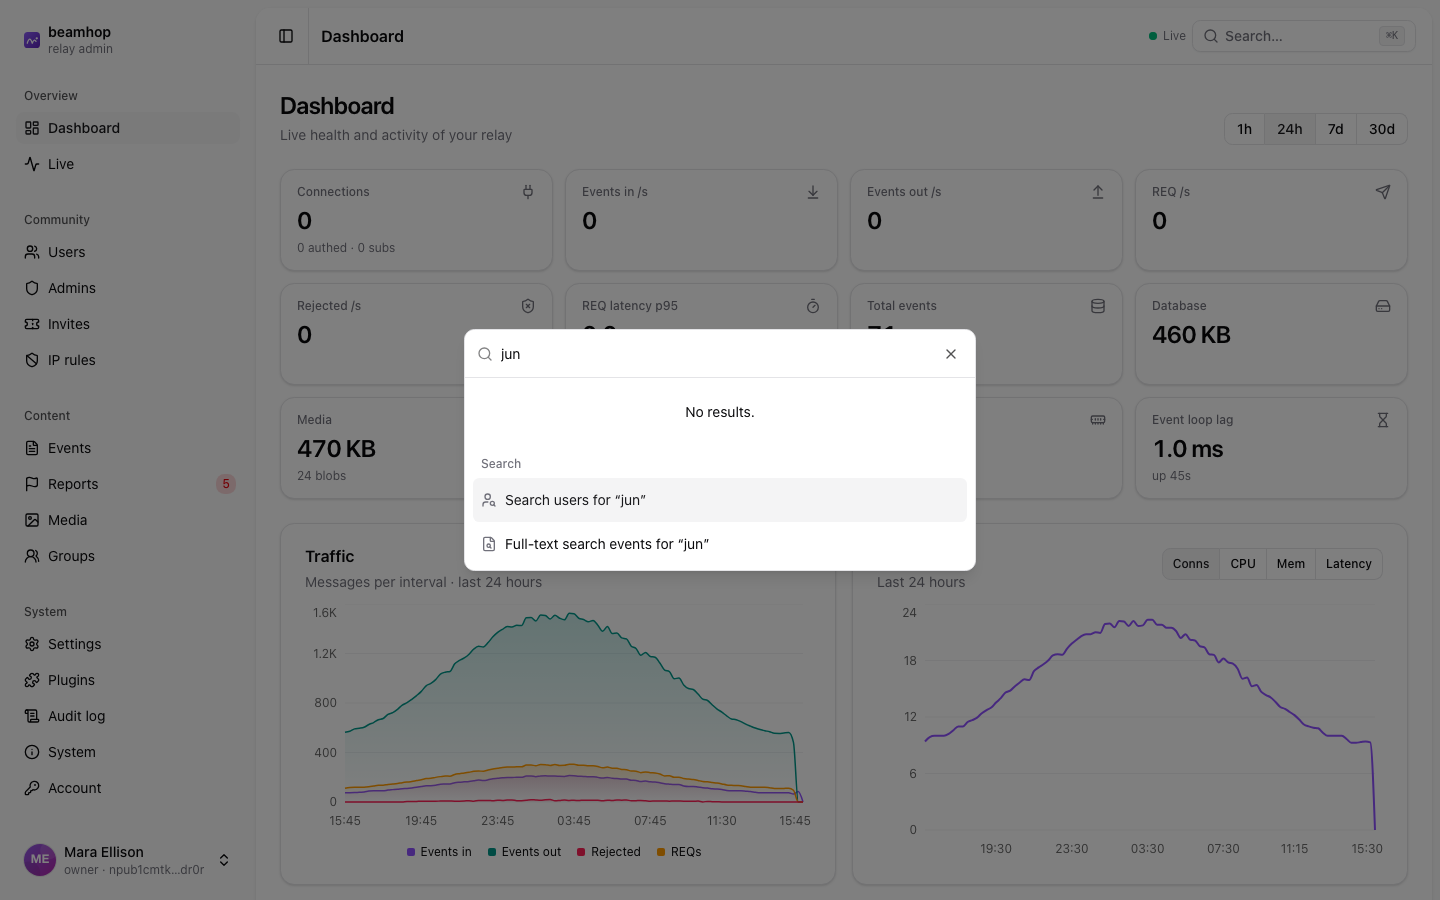 beamhop
relay admin
Overview
Dashboard
Live
Community
Users
Admins
Invites
IP rules
Content
Events
Reports
5
Media
Groups
System
Settings
Plugins
Audit log
System
Account
ME
Mara Ellison
owner · npub1cmtk...dr0r
Dashboard
Live
Search...
⌘K
Dashboard
Live health and activity of your relay
1h
24h
7d
30d
Connections
0
0 authed · 0 subs
Events in /s
0
Events out /s
0
REQ /s
0
Rejected /s
0
REQ latency p95
Total events
Database
460 KB
Media
470 KB
24 blobs
Event loop lag
1.0 ms
up 45s
jun
No results.
Search
Search users for “jun”
Full-text search events for “jun”
Traffic
Messages per interval · last 24 hours
1.6K
1.2K
800
400
0
15:45
19:45
23:45
03:45
07:45
11:30
15:45
Events in
Events out
Rejected
REQs
Last 24 hours
Conns
CPU
Mem
Latency
24
18
12
6
0
19:30
23:30
03:30
07:30
11:15
15:30